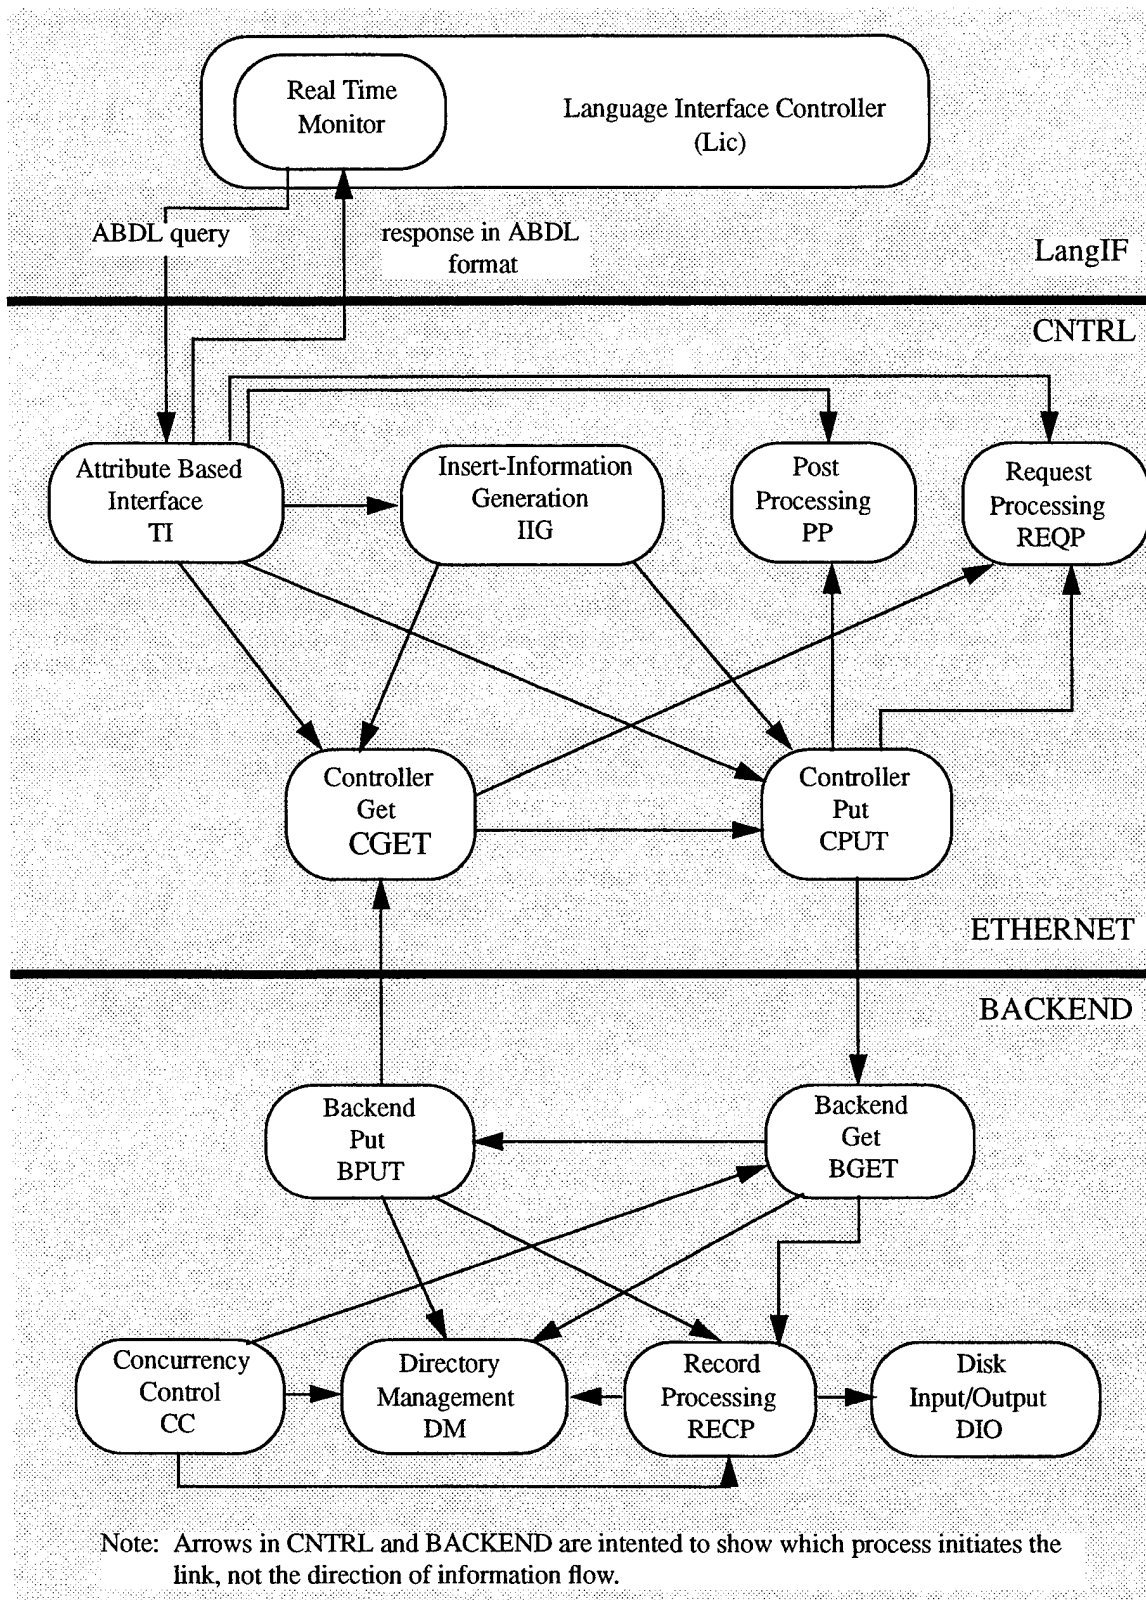 Real Time
Monitor
Language Interface Controller
(Lic)
ABDL query
response in ABDL
format
LangIF
CNTRL
Attribute Based
Interface
TI
Insert-Information
Generation
IIG
Post
Processing
PP
Request
Processing
REQP
Controller
Get
CGET
Controller
Put
CPUT
ETHERNET
BACKEND
Backend
Put
BPUT
Backend
Get
BGET
Concurrency
Control
CC
Directory
Management
DM
Record
Processing
RECP
Disk
Input/Output
DIO
Note: Arrows in CNTRL and BACKEND are intented to show which process initiates the
link, not the direction of information flow.